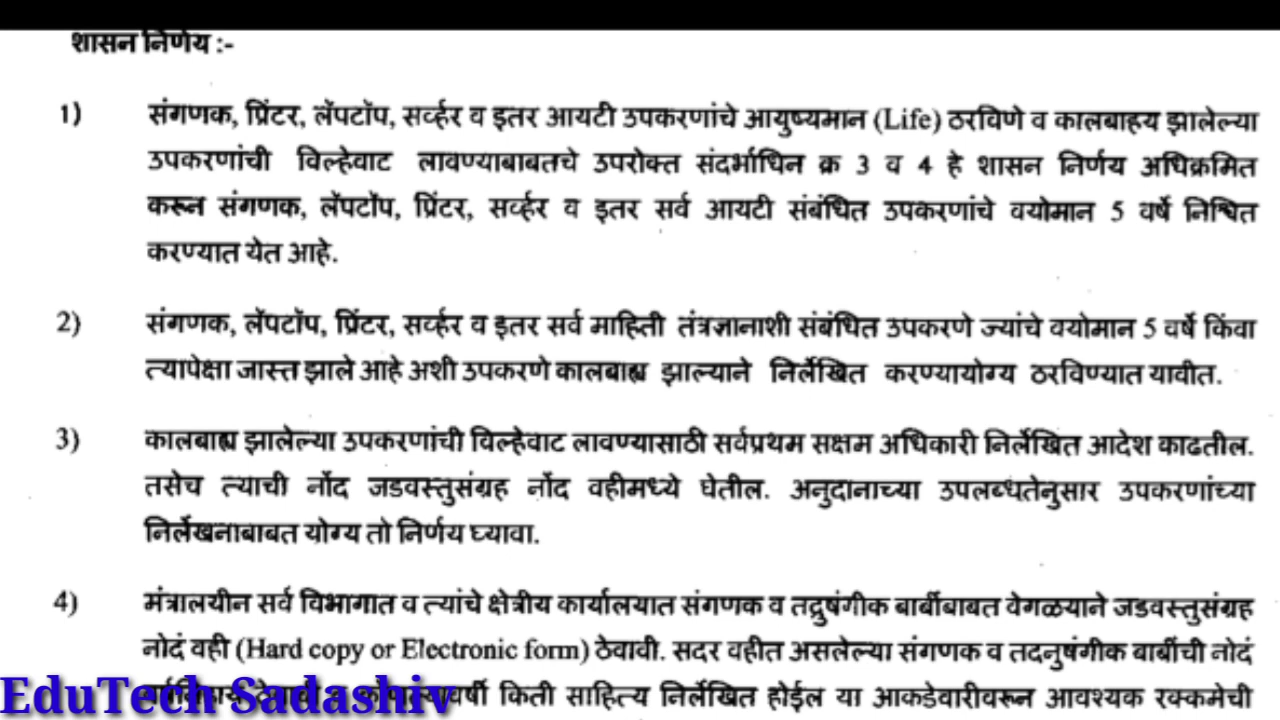 शासन निर्णय :-
1) संगणक, प्रिंटर, लॅपटॉप, सर्व्हर व इतर आयटी उपकरणांचे आयुष्यमान (Life) ठरविणे व कालबाहय झालेल्या
उपकरणांची विल्हेवाट लावण्याबाबतचे उपरोक्त संदर्भाधिन क्र 3 व 4 हे शासन निर्णय अधिक्रमित
करून संगणक, लॅपटॉप, प्रिंटर, सर्व्हर व इतर सर्व आयटी संबंधित उपकरणांचे वयोमान 5 वर्षे निश्चित
करण्यात येत आहे.
2) संगणक, लॅपटॉप, प्रिंटर, सर्व्हर व इतर सर्व माहिती तंत्रज्ञानाशी संबंधित उपकरणे ज्यांचे वयोमान 5 वर्षे किंवा
त्यापेक्षा जास्त झाले आहे अशी उपकरणे कालबाह्य झाल्याने निर्लेखित करण्यायोग्य ठरविण्यात यावीत.
3) कालबाह्य झालेल्या उपकरणांची विल्हेवाट लावण्यासाठी सर्वप्रथम सक्षम अधिकारी निर्लेखित आदेश काढतील.
तसेच त्याची नोंद जडवस्तुसंग्रह नोंद वहीमध्ये घेतील. अनुदानाच्या उपलब्धतेनुसार उपकरणांच्या
निर्लेखनाबाबत योग्य तो निर्णय घ्यावा.
4) मंत्रालयीन सर्व विभागात व त्यांचे क्षेत्रीय कार्यालयात संगणक व तद्नुषंगीक बाबींबाबत वेगळयाने जडवस्तुसंग्रह
नोदं वही (Hard copy or Electronic form) ठेवावी. सदर वहीत असलेल्या संगणक व तदनुषंगीक बाबींची नोदं
EduTech Sadashiv किती साहित्य निर्लेखित होईल या आकडेवारीवरून आवश्यक रक्कमेची